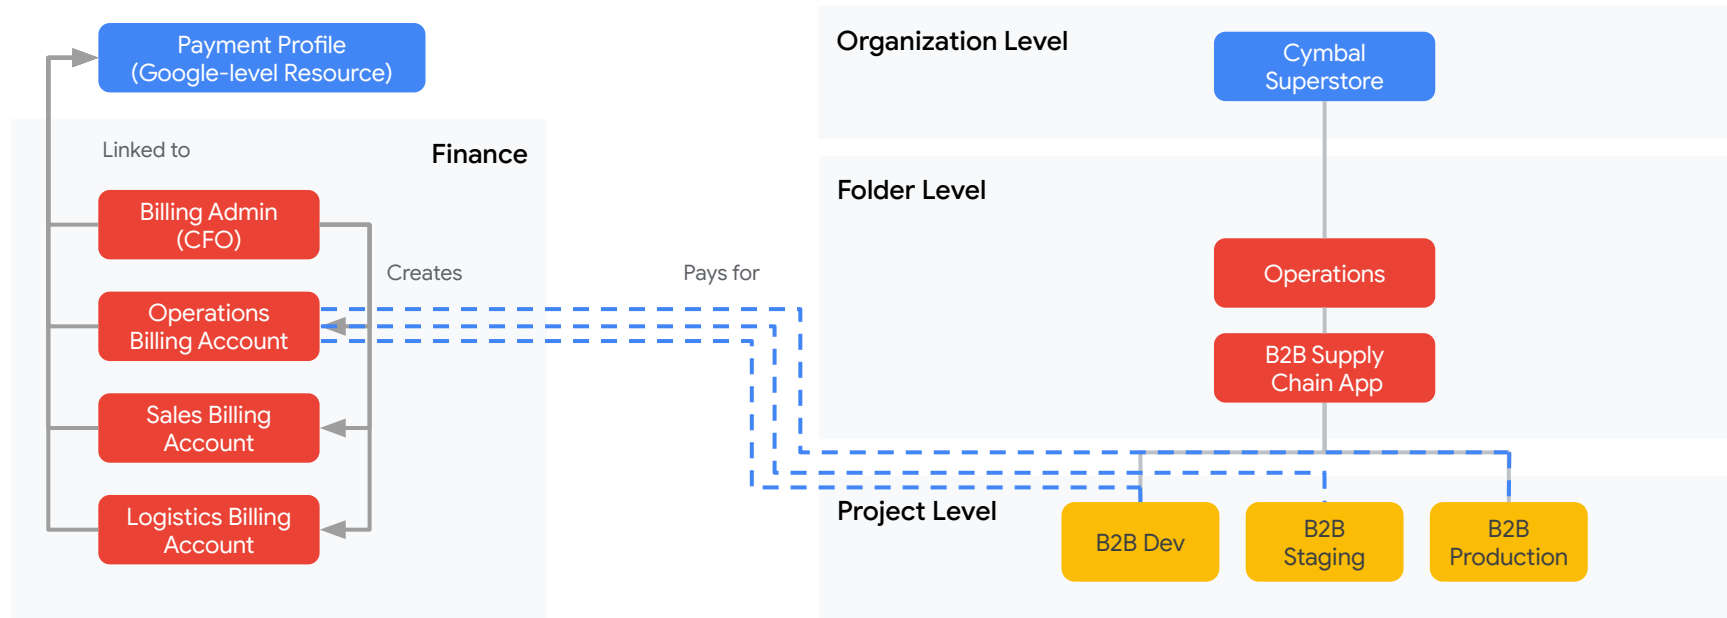 Payment Profile
(Google-level Resource)
Linked to
Finance
Billing Admin
(CFO)
Creates
Operations
Billing Account
Sales Billing
Account
Logistics Billing
Account
Pays for
Organization Level
Cymbal
Superstore
Folder Level
Operations
B2B Supply
Chain App
Project Level
B2B Dev
B2B
Staging
B2B
Production